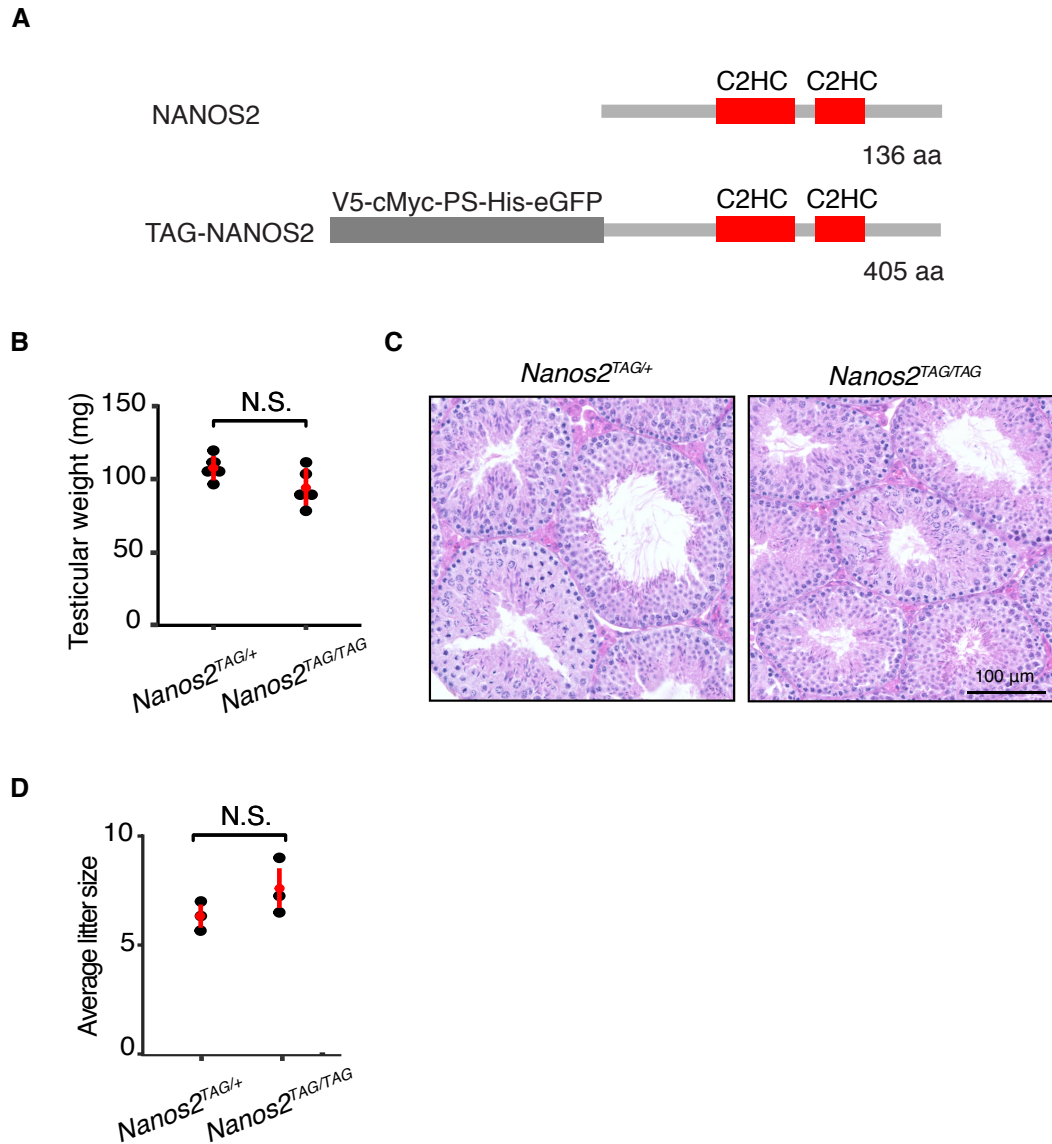 A
C2HC C2HC
NANOS2
136 aa
V5-cMyc-PS-His-eGFP
C2HC C2HC
TAG-NANOS2
405 aa
B
N.S.
150
100
50
0
Testicular weight (mg)
Nanos2TAG/+
Nanos2TAG/TAG
C
Nanos2TAG/+
Nanos2TAG/TAG
100 µm
D
N.S.
10
5
0
Average litter size
Nanos2TAG/+
Nanos2TAG/TAG